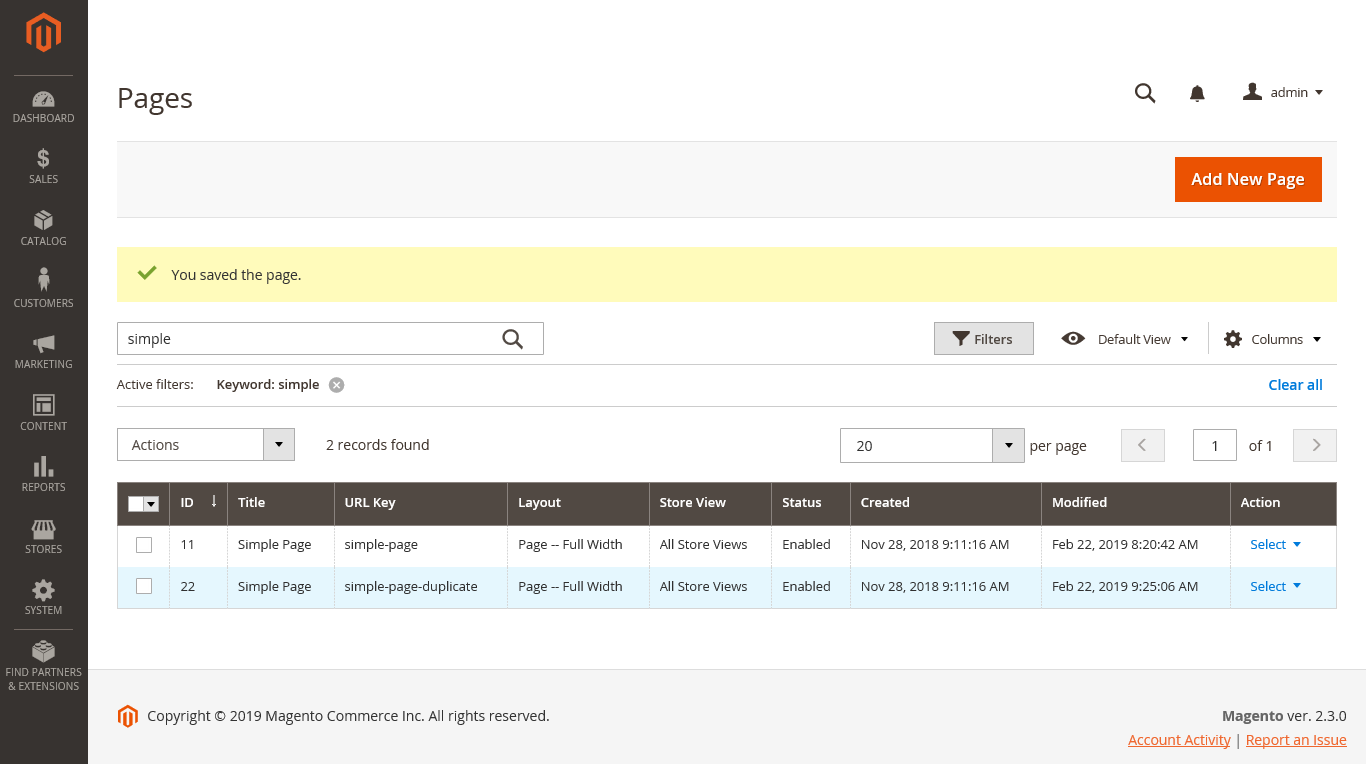 Pages
admin
DASHBOARD
SALES
CATALOG
CUSTOMERS
MARKETING
CONTENT
REPORTS
STORES
SYSTEM
FIND PARTNERS
& EXTENSIONS
Add New Page
You saved the page.
simple
Filters
Default View
Columns
Active filters: Keyword: simple
Clear all
Actions
2 records found
20
per page
1
of 1
ID Title URL Key Layout Store View Status Created Modified Action
11 Simple Page simple-page Page -- Full Width All Store Views Enabled Nov 28, 2018 9:11:16 AM Feb 22, 2019 8:20:42 AM Select
22 Simple Page simple-page-duplicate Page -- Full Width All Store Views Enabled Nov 28, 2018 9:11:16 AM Feb 22, 2019 9:25:06 AM Select
Copyright © 2019 Magento Commerce Inc. All rights reserved.
Magento ver. 2.3.0
Account Activity | Report an Issue